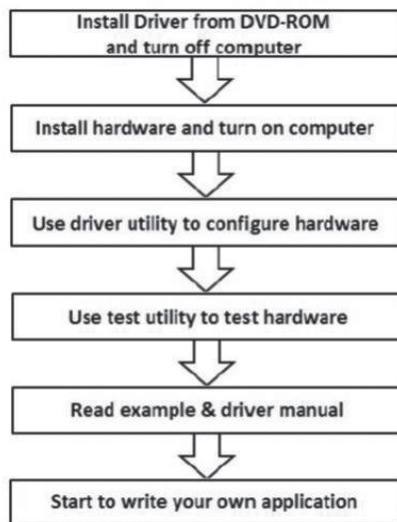 Install Driver from DVD-ROM
and turn off computer
Install hardware and turn on computer
Use driver utility to configure hardware
Use test utility to test hardware
Read example & driver manual
Start to write your own application